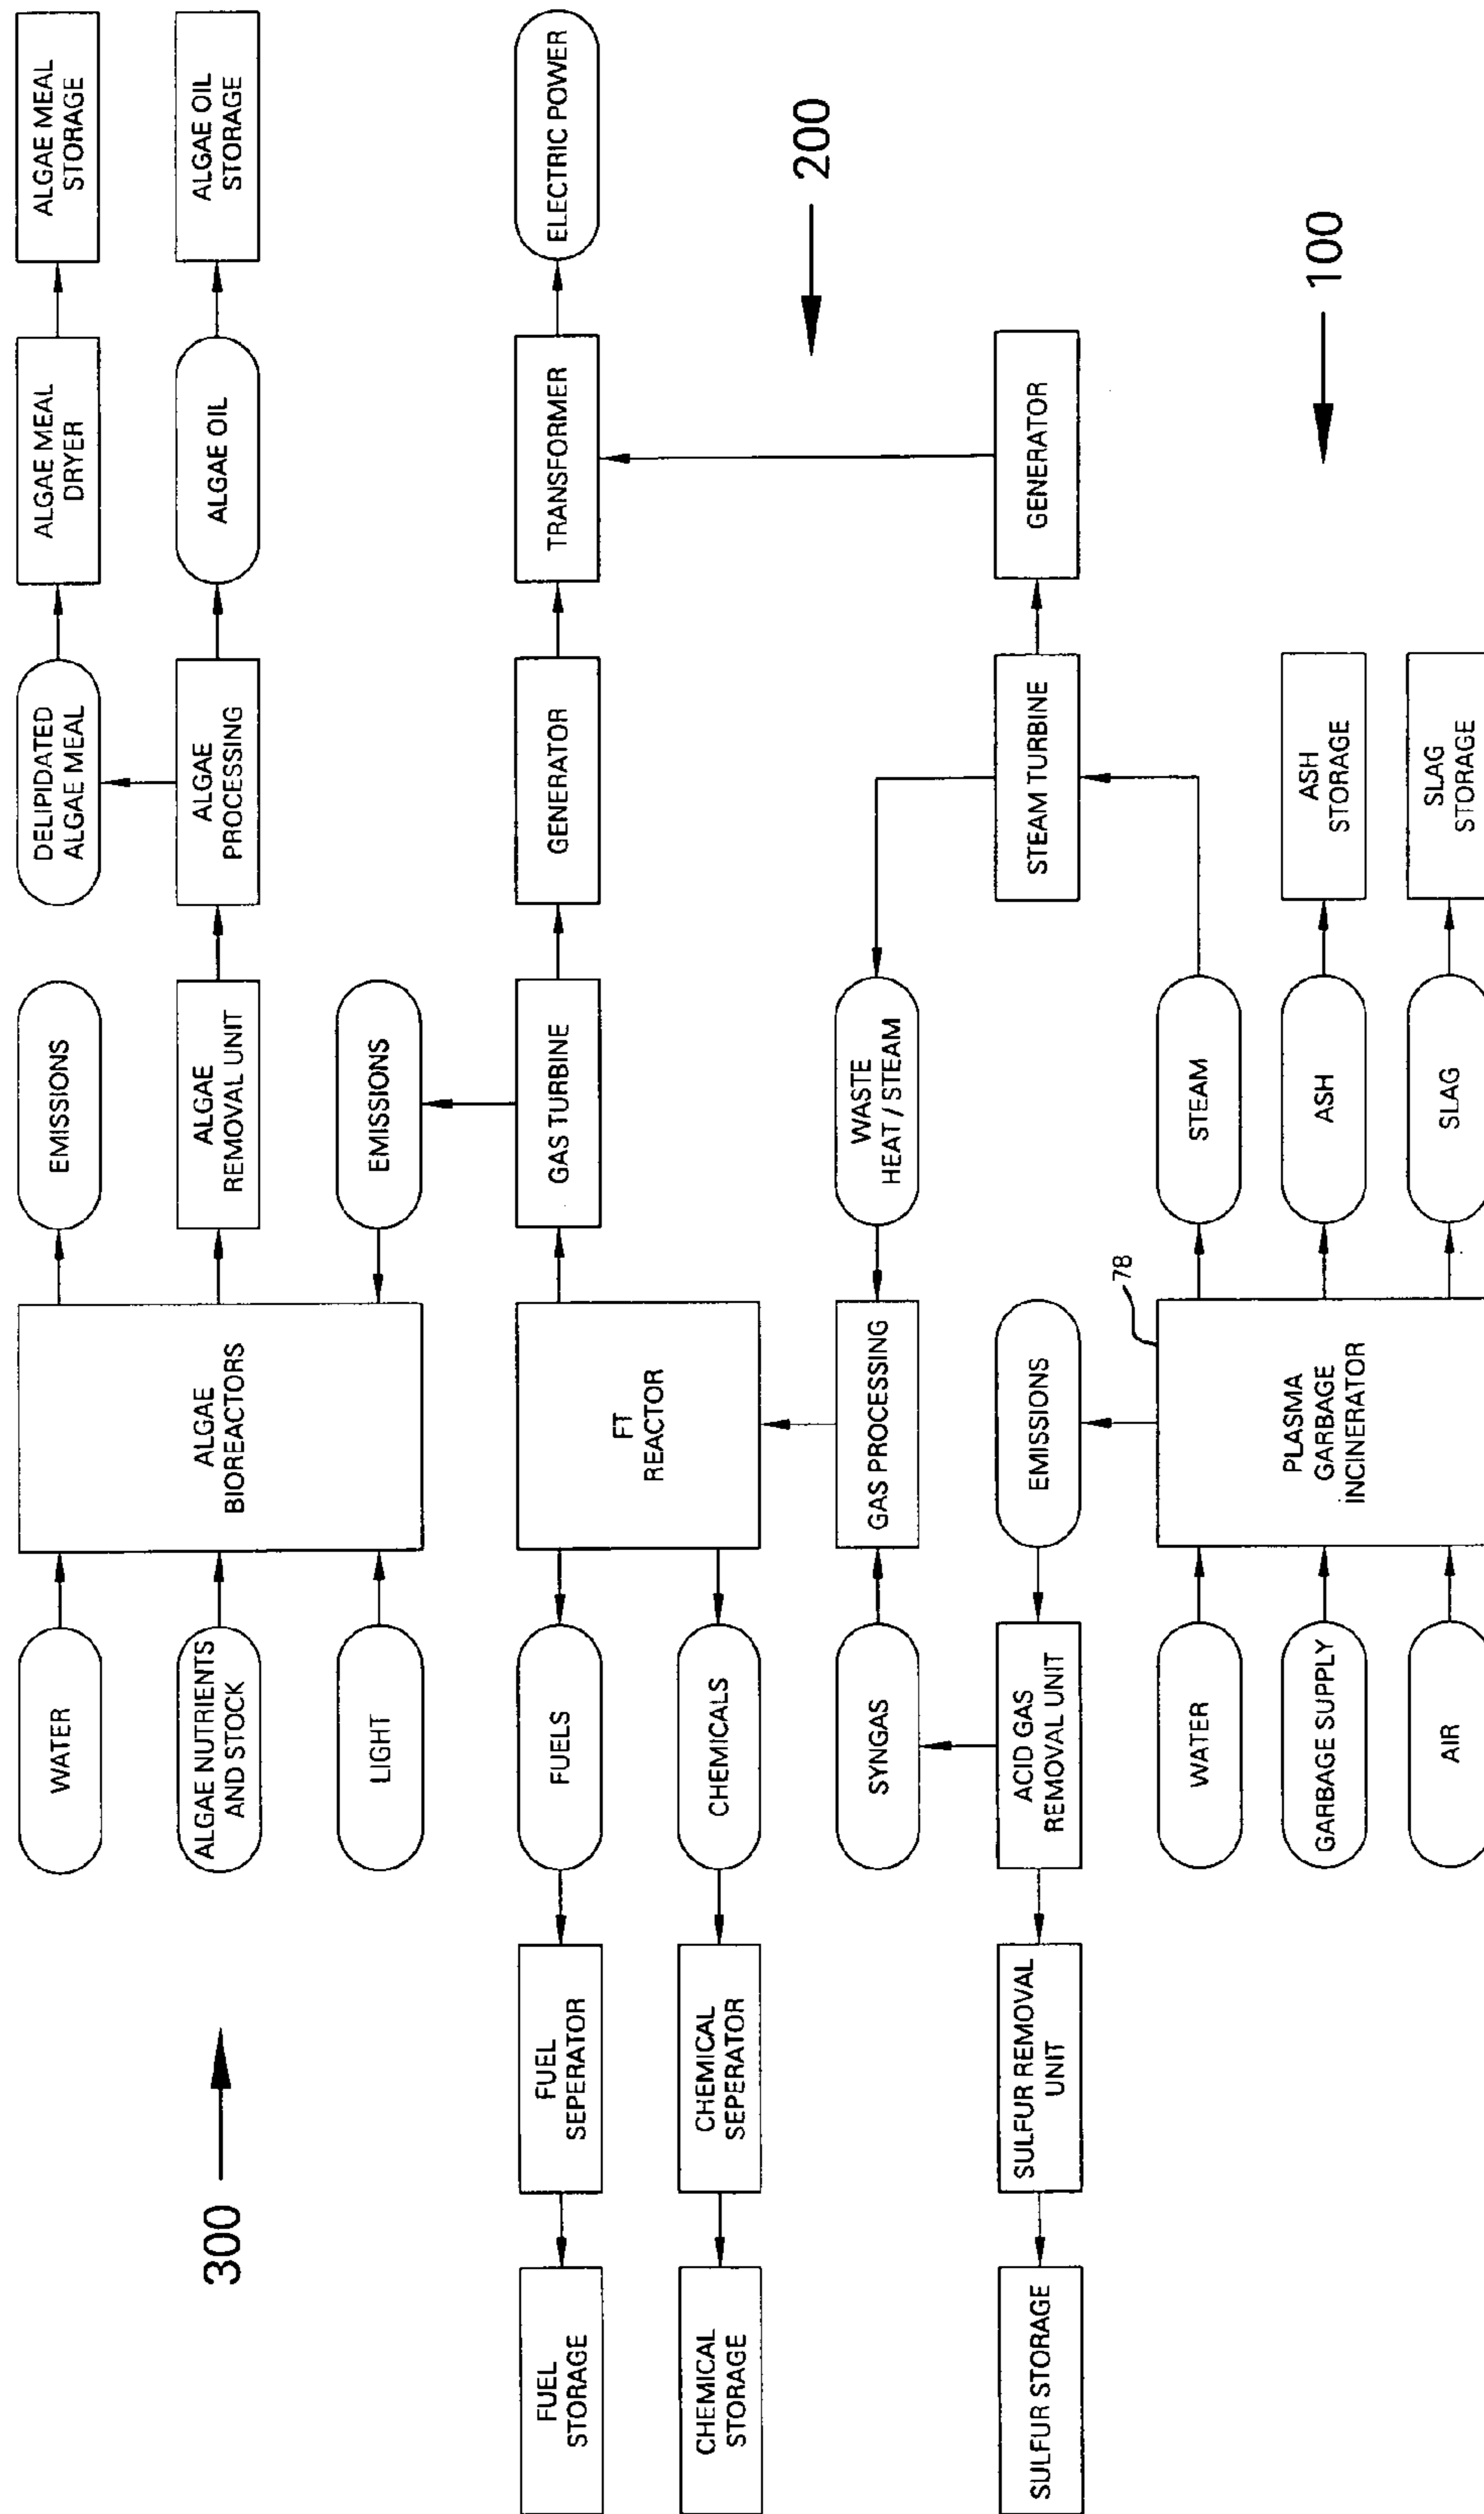 ALGAE MEAL
STORAGE
ALGAE MEAL
DRYER
DELIPIDATED
ALGAE MEAL
EMISSIONS
WATER
ALGAE OIL
STORAGE
ALGAE OIL
ALGAE
PROCESSING
ALGAE
REMOVAL UNIT
ALGAE
BIOREACTORS
ALGAE NUTRIENTS
AND STOCK
300
EMISSIONS
LIGHT
ELECTRIC POWER
TRANSFORMER
GENERATOR
GAS TURBINE
FT
REACTOR
FUELS
FUEL
SEPERATOR
FUEL
STORAGE
CHEMICALS
CHEMICAL
SEPERATOR
CHEMICAL
STORAGE
200
WASTE
HEAT / STEAM
GAS PROCESSING
SYNGAS
GENERATOR
STEAM TURBINE
EMISSIONS
ACID GAS
REMOVAL UNIT
SULFUR REMOVAL
UNIT
SULFUR STORAGE
78
STEAM
WATER
100
ASH
STORAGE
ASH
PLASMA
GARBAGE
INCINERATOR
GARBAGE SUPPLY
SLAG
STORAGE
SLAG
AIR